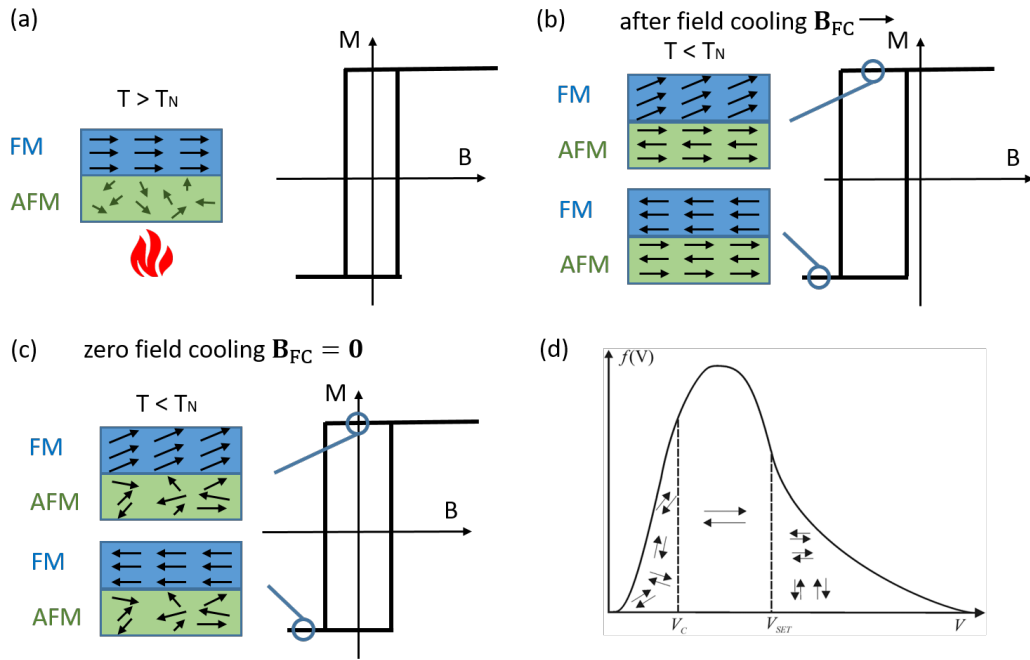 (a)
M
T > TN
FM
AFM
B
(b) after field cooling BFC
T < TN
M
FM
AFM
B
FM
AFM
(c) zero field cooling BFC = 0
T < TN
M
FM
AFM
B
FM
AFM
(d)
f(V)
VC
VSET
V